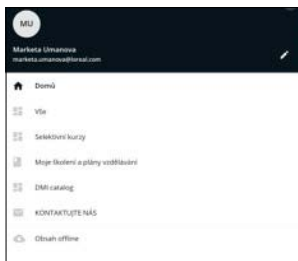 MU
Marketa Umanova
marketa.umanova@loreal.com
Domů
Vše
Selektivní kurzy
Moje školení a plány vzdělávání
DMI catalog
KONTAKTUJTE NÁS
Obsah offline